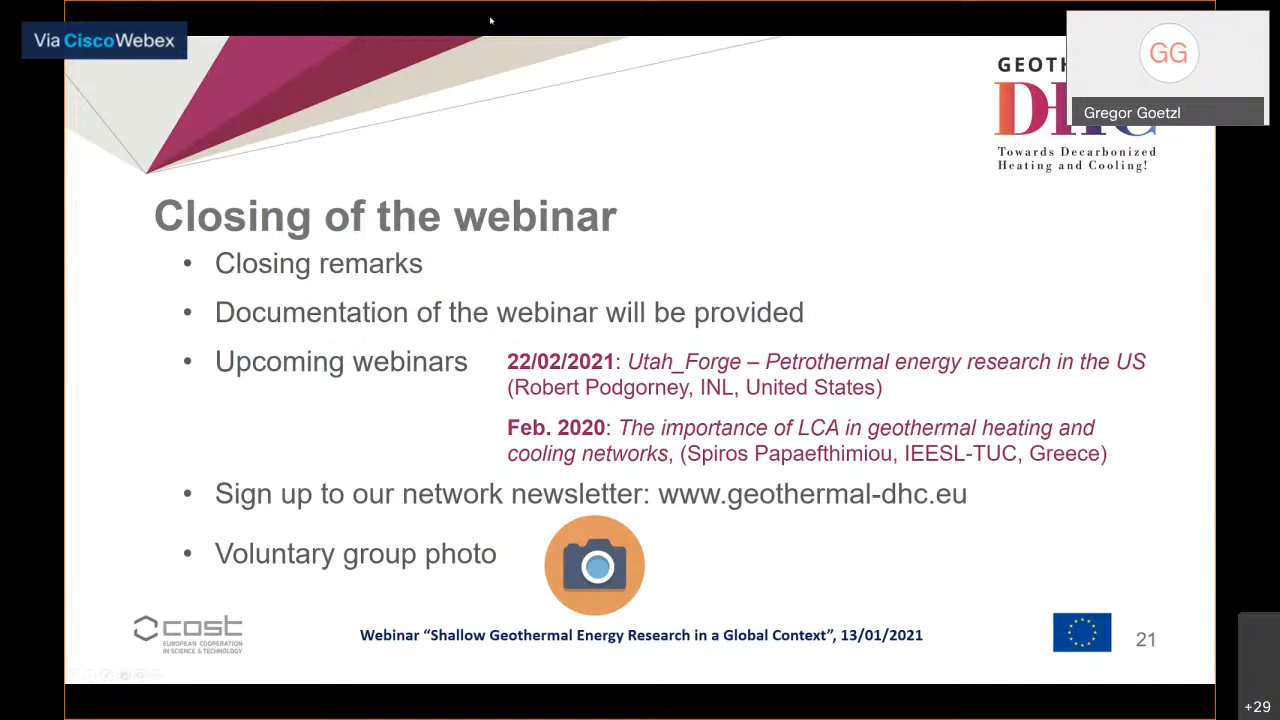 Via Cisco Webex
GG
Gregor Goetzl
GEOTH
DHC
Towards Decarbonized
Heating and Cooling!
Closing of the webinar
• Closing remarks
• Documentation of the webinar will be provided
• Upcoming webinars
22/02/2021: Utah_Forge – Petrothermal energy research in the US
(Robert Podgorney, INL, United States)
Feb. 2020: The importance of LCA in geothermal heating and
cooling networks, (Spiros Papaefthimiou, IEESL-TUC, Greece)
• Sign up to our network newsletter: www.geothermal-dhc.eu
• Voluntary group photo
cost
EUROPEAN COOPERATION
IN SCIENCE & TECHNOLOGY
Webinar “Shallow Geothermal Energy Research in a Global Context”, 13/01/2021
21
+29